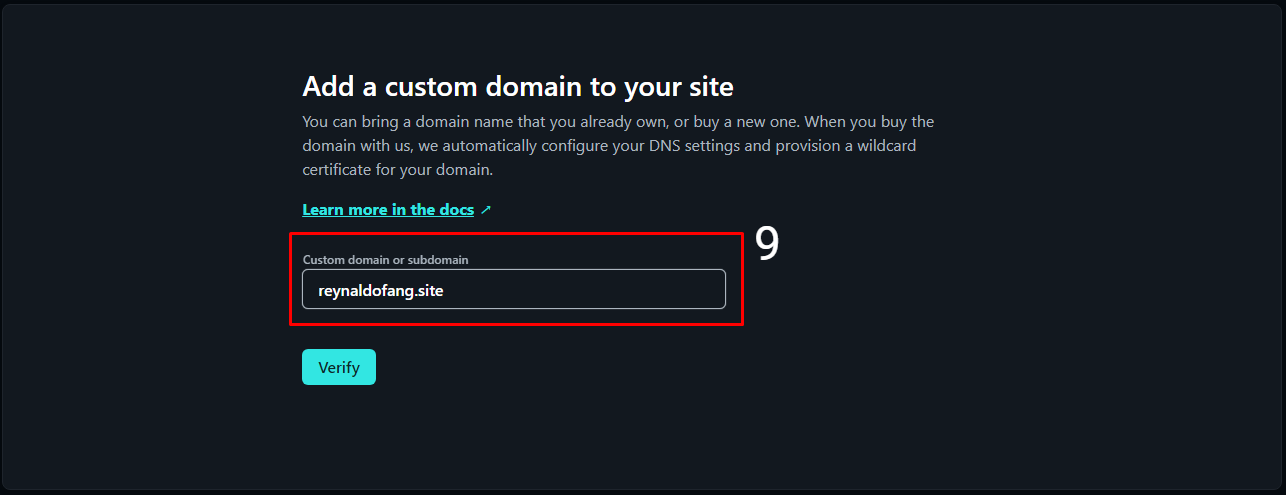 Add a custom domain to your site
You can bring a domain name that you already own, or buy a new one. When you buy the
domain with us, we automatically configure your DNS settings and provision a wildcard
certificate for your domain.
Learn more in the docs ↗
9
Custom domain or subdomain
reynaldofang.site
Verify